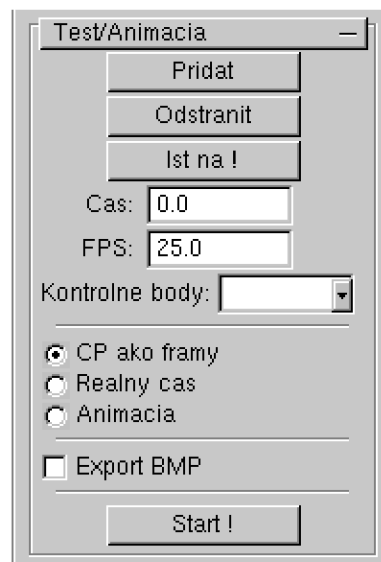 Test/Animacia
Pridat
Odstranit
Ist na !
Cas: 0.0
FPS: 25.0
Kontrolne body:
CP ako framy
Realny cas
Animacia
Export BMP
Start !